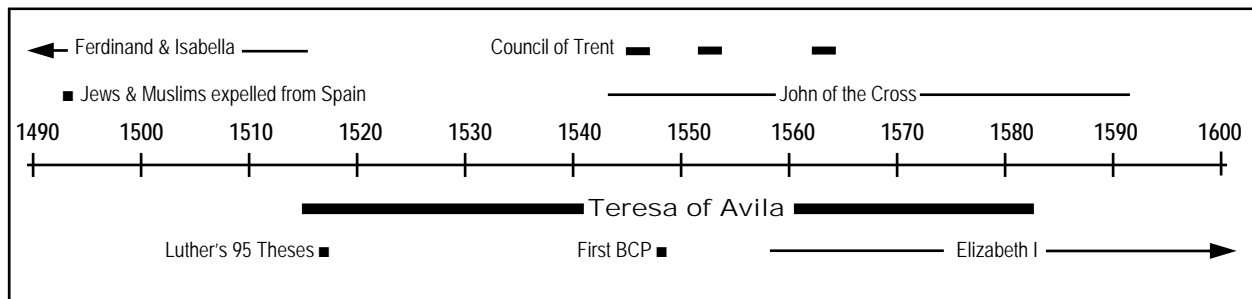 Ferdinand & Isabella Council of Trent
Jews & Muslims expelled from Spain John of the Cross
1490 1500 1510 1520 1530 1540 1550 1560 1570 1580 1590 1600
Teresa of Avila
Luther's 95 Theses First BCP Elizabeth I